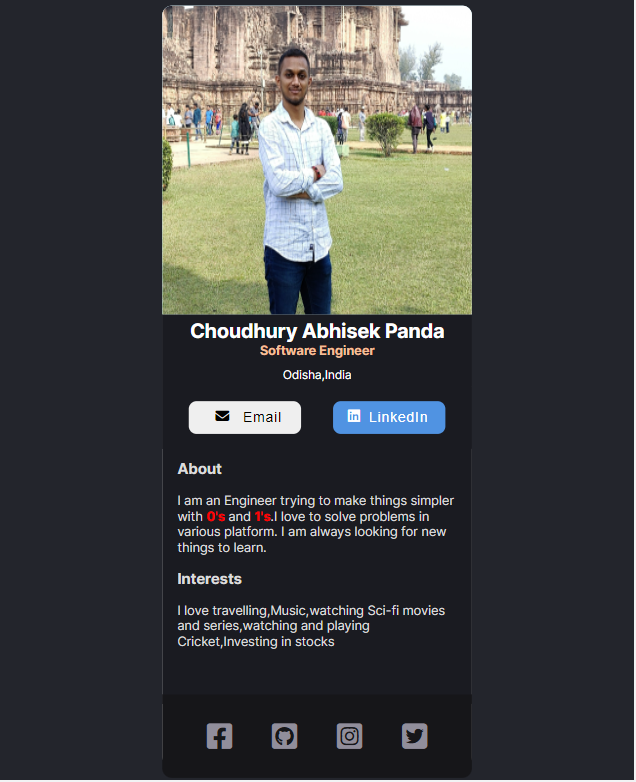 Choudhury Abhisek Panda
Software Engineer
Odisha,India
Email
in LinkedIn
About
I am an Engineer trying to make things simpler
with 0's and 1's.I love to solve problems in
various platform. I am always looking for new
things to learn.
Interests
I love travelling,Music,watching Sci-fi movies
and series,watching and playing
Cricket,Investing in stocks